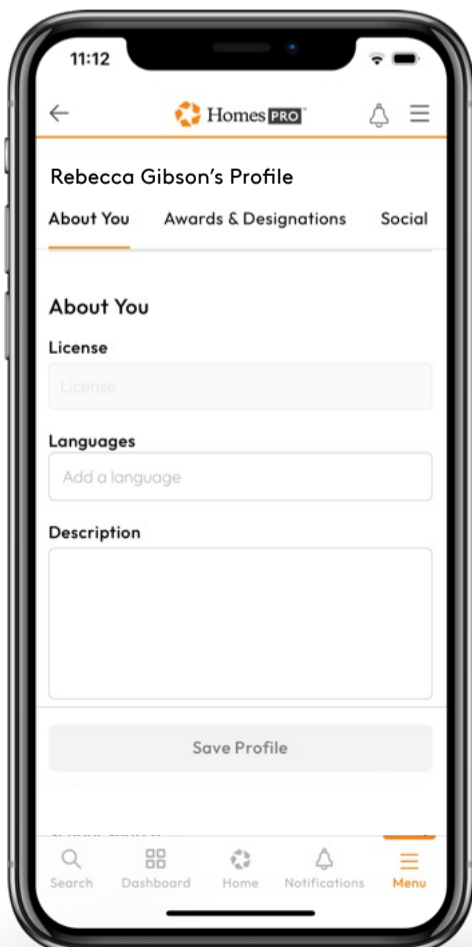 11:12
Homes PRO
Rebecca Gibson's Profile
About You Awards & Designations Social
About You
License
License
Languages
Add a language
Description
Save Profile
Search Dashboard Home Notifications Menu